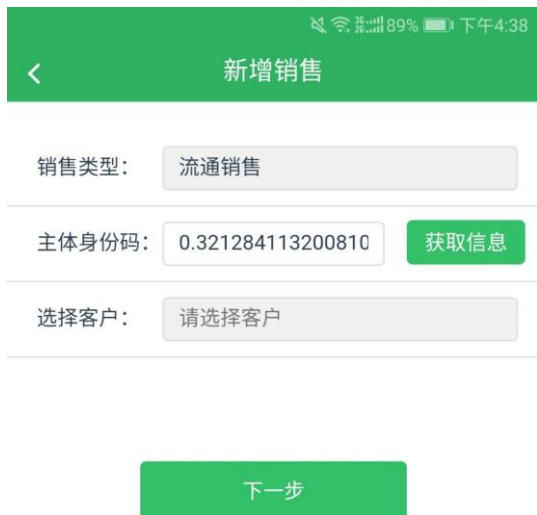 89% 下午4:38
新增销售
销售类型： 流通销售
主体身份码： 0.321284113200810 获取信息
选择客户： 请选择客户
下一步